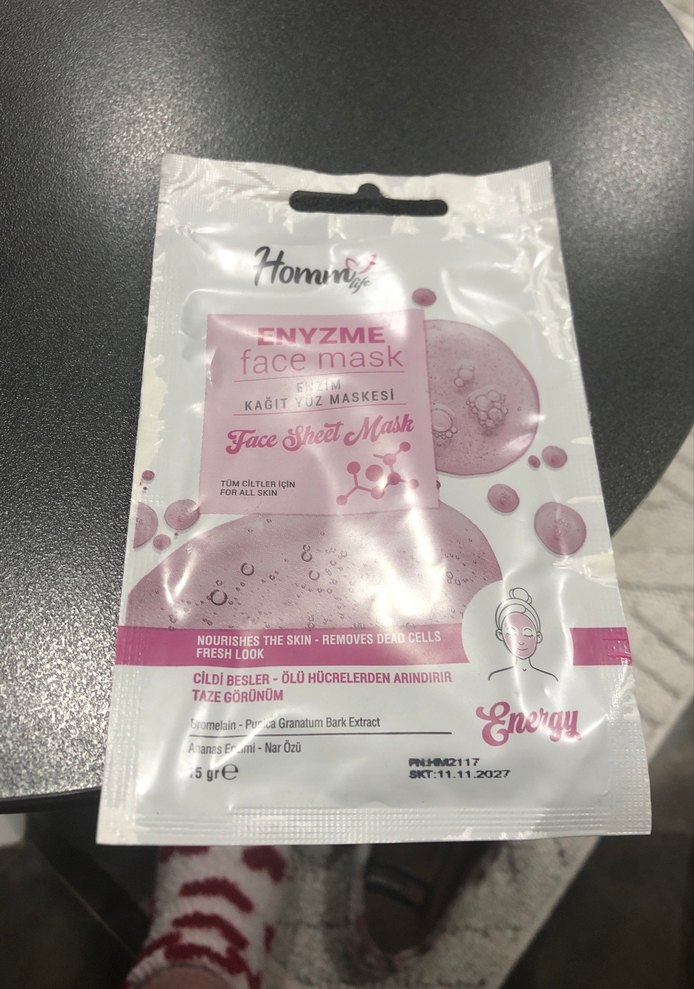 Homm life
ENYZME
face mask
ENZİM
KAĞIT YÜZ MASKESİ
Face Sheet Mask
TÜM CİLTLER İÇİN
FOR ALL SKIN
NOURISHES THE SKIN - REMOVES DEAD CELLS
FRESH LOOK
CİLDİ BESLER - ÖLÜ HÜCRELERDEN ARINDIRIR
TAZE GÖRÜNÜM
Energy
Bromelain - Punica Granatum Bark Extract
Ananas Enzimi - Nar Özü
gr℮
PN:HM2117
SKT:11.11.2027